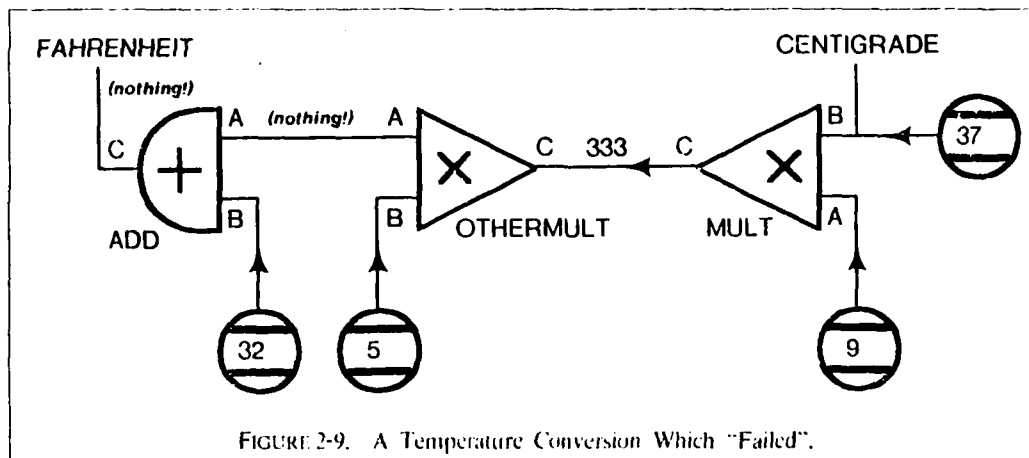 FAHRENHEIT
CENTIGRADE
(nothing!)
A (nothing!) A
B
37
C
C 333 C
B
B
A
ADD
OTHERMULT
MULT
32
5
9
FIGURE 2-9. A Temperature Conversion Which "Failed".